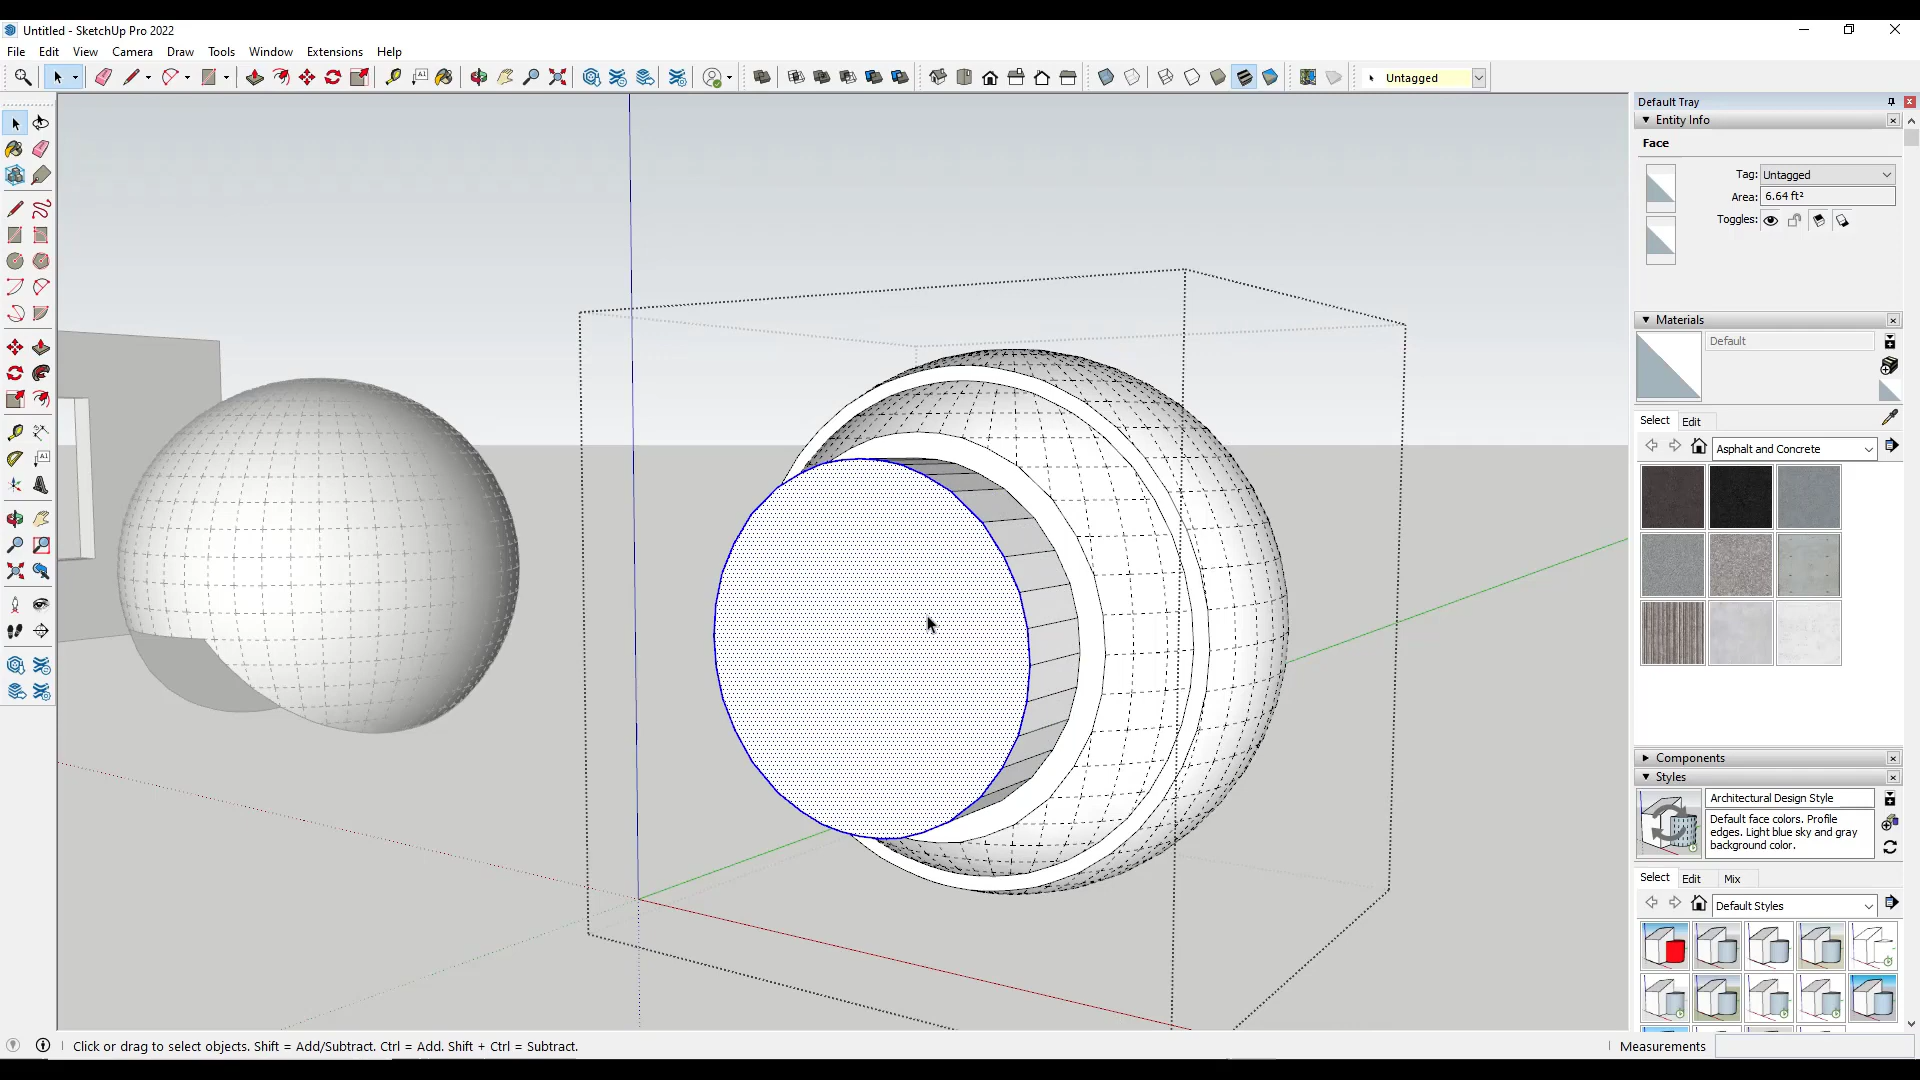 Untitled - SketchUp Pro 2022
File Edit View Camera Draw Tools Window Extensions Help
Untagged
Default Tray
Entity Info
Face
Tag: Untagged
Area: 6.64 ft²
Toggles:
Materials
Default
Select Edit
Asphalt and Concrete
Components
Styles
Architectural Design Style
Default face colors. Profile
edges. Light blue sky and gray
background color.
Select Edit Mix
Default Styles
Click or drag to select objects. Shift = Add/Subtract. Ctrl = Add. Shift + Ctrl = Subtract.
Measurements